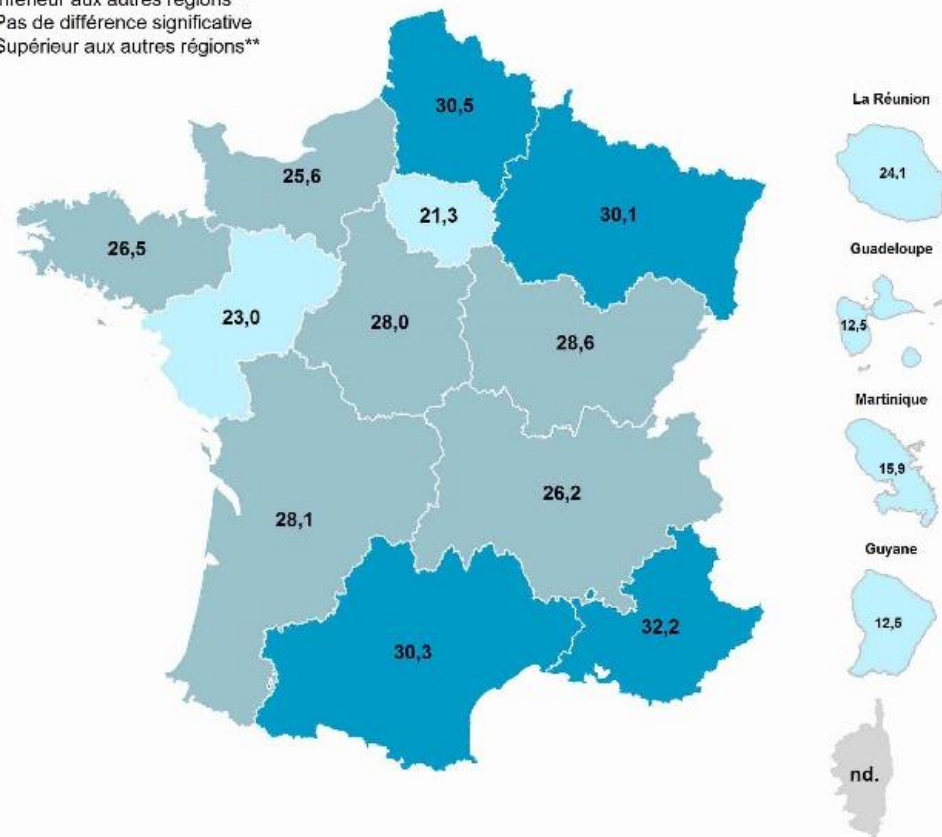 Pas de différence significative
Supérieur aux autres régions**
30,5
La Réunion
24,1
25,6
21,3
30,1
26,5
Guadeloupe
12,5
23,0
28,0
28,6
Martinique
15,9
26,2
28,1
Guyane
12,5
32,2
30,3
nd.